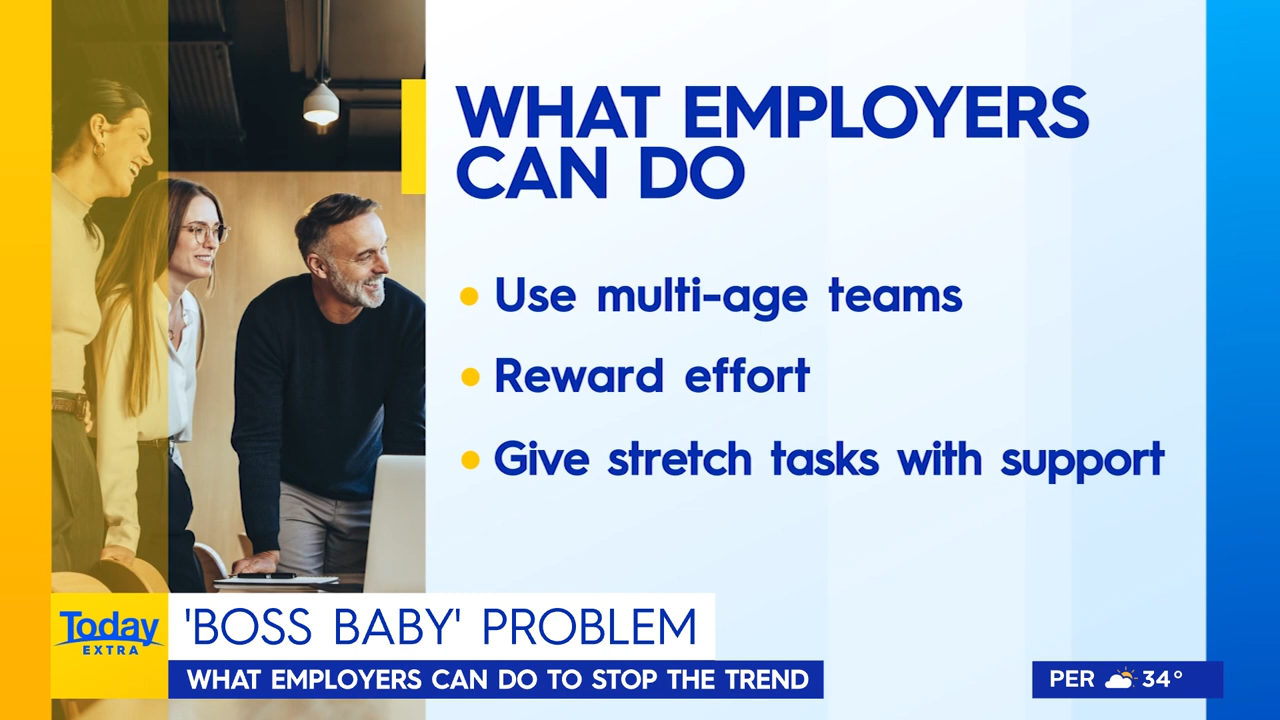 WHAT EMPLOYERS
CAN DO
Use multi-age teams
Reward effort
Give stretch tasks with support
Today
EXTRA
'BOSS BABY' PROBLEM
WHAT EMPLOYERS CAN DO TO STOP THE TREND
PER 34°